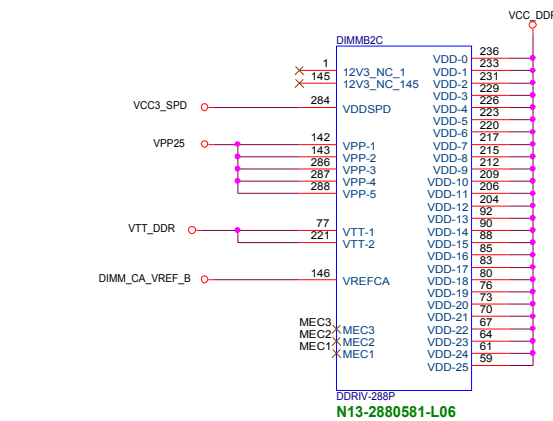 VCC_DDR
DIMMB2C
1 12V3_NC_1
145 12V3_NC_145
VCC3_SPD 284 VDDSPD
VPP25 142 VPP-1
143 VPP-2
286 VPP-3
287 VPP-4
288 VPP-5
VTT_DDR 77 VTT-1
221 VTT-2
DIMM_CA_VREF_B 146 VREFCA
MEC3 MEC3
MEC2 MEC2
MEC1 MEC1
VDD-0 236
VDD-1 233
VDD-2 231
VDD-3 229
VDD-4 226
VDD-5 223
VDD-6 220
VDD-7 217
VDD-8 215
VDD-9 212
VDD-10 209
VDD-11 206
VDD-12 204
VDD-13 92
VDD-14 90
VDD-15 88
VDD-16 85
VDD-17 83
VDD-18 80
VDD-19 76
VDD-20 73
VDD-21 70
VDD-22 67
VDD-23 64
VDD-24 61
VDD-25 59
DDRIV-288P
N13-2880581-L06